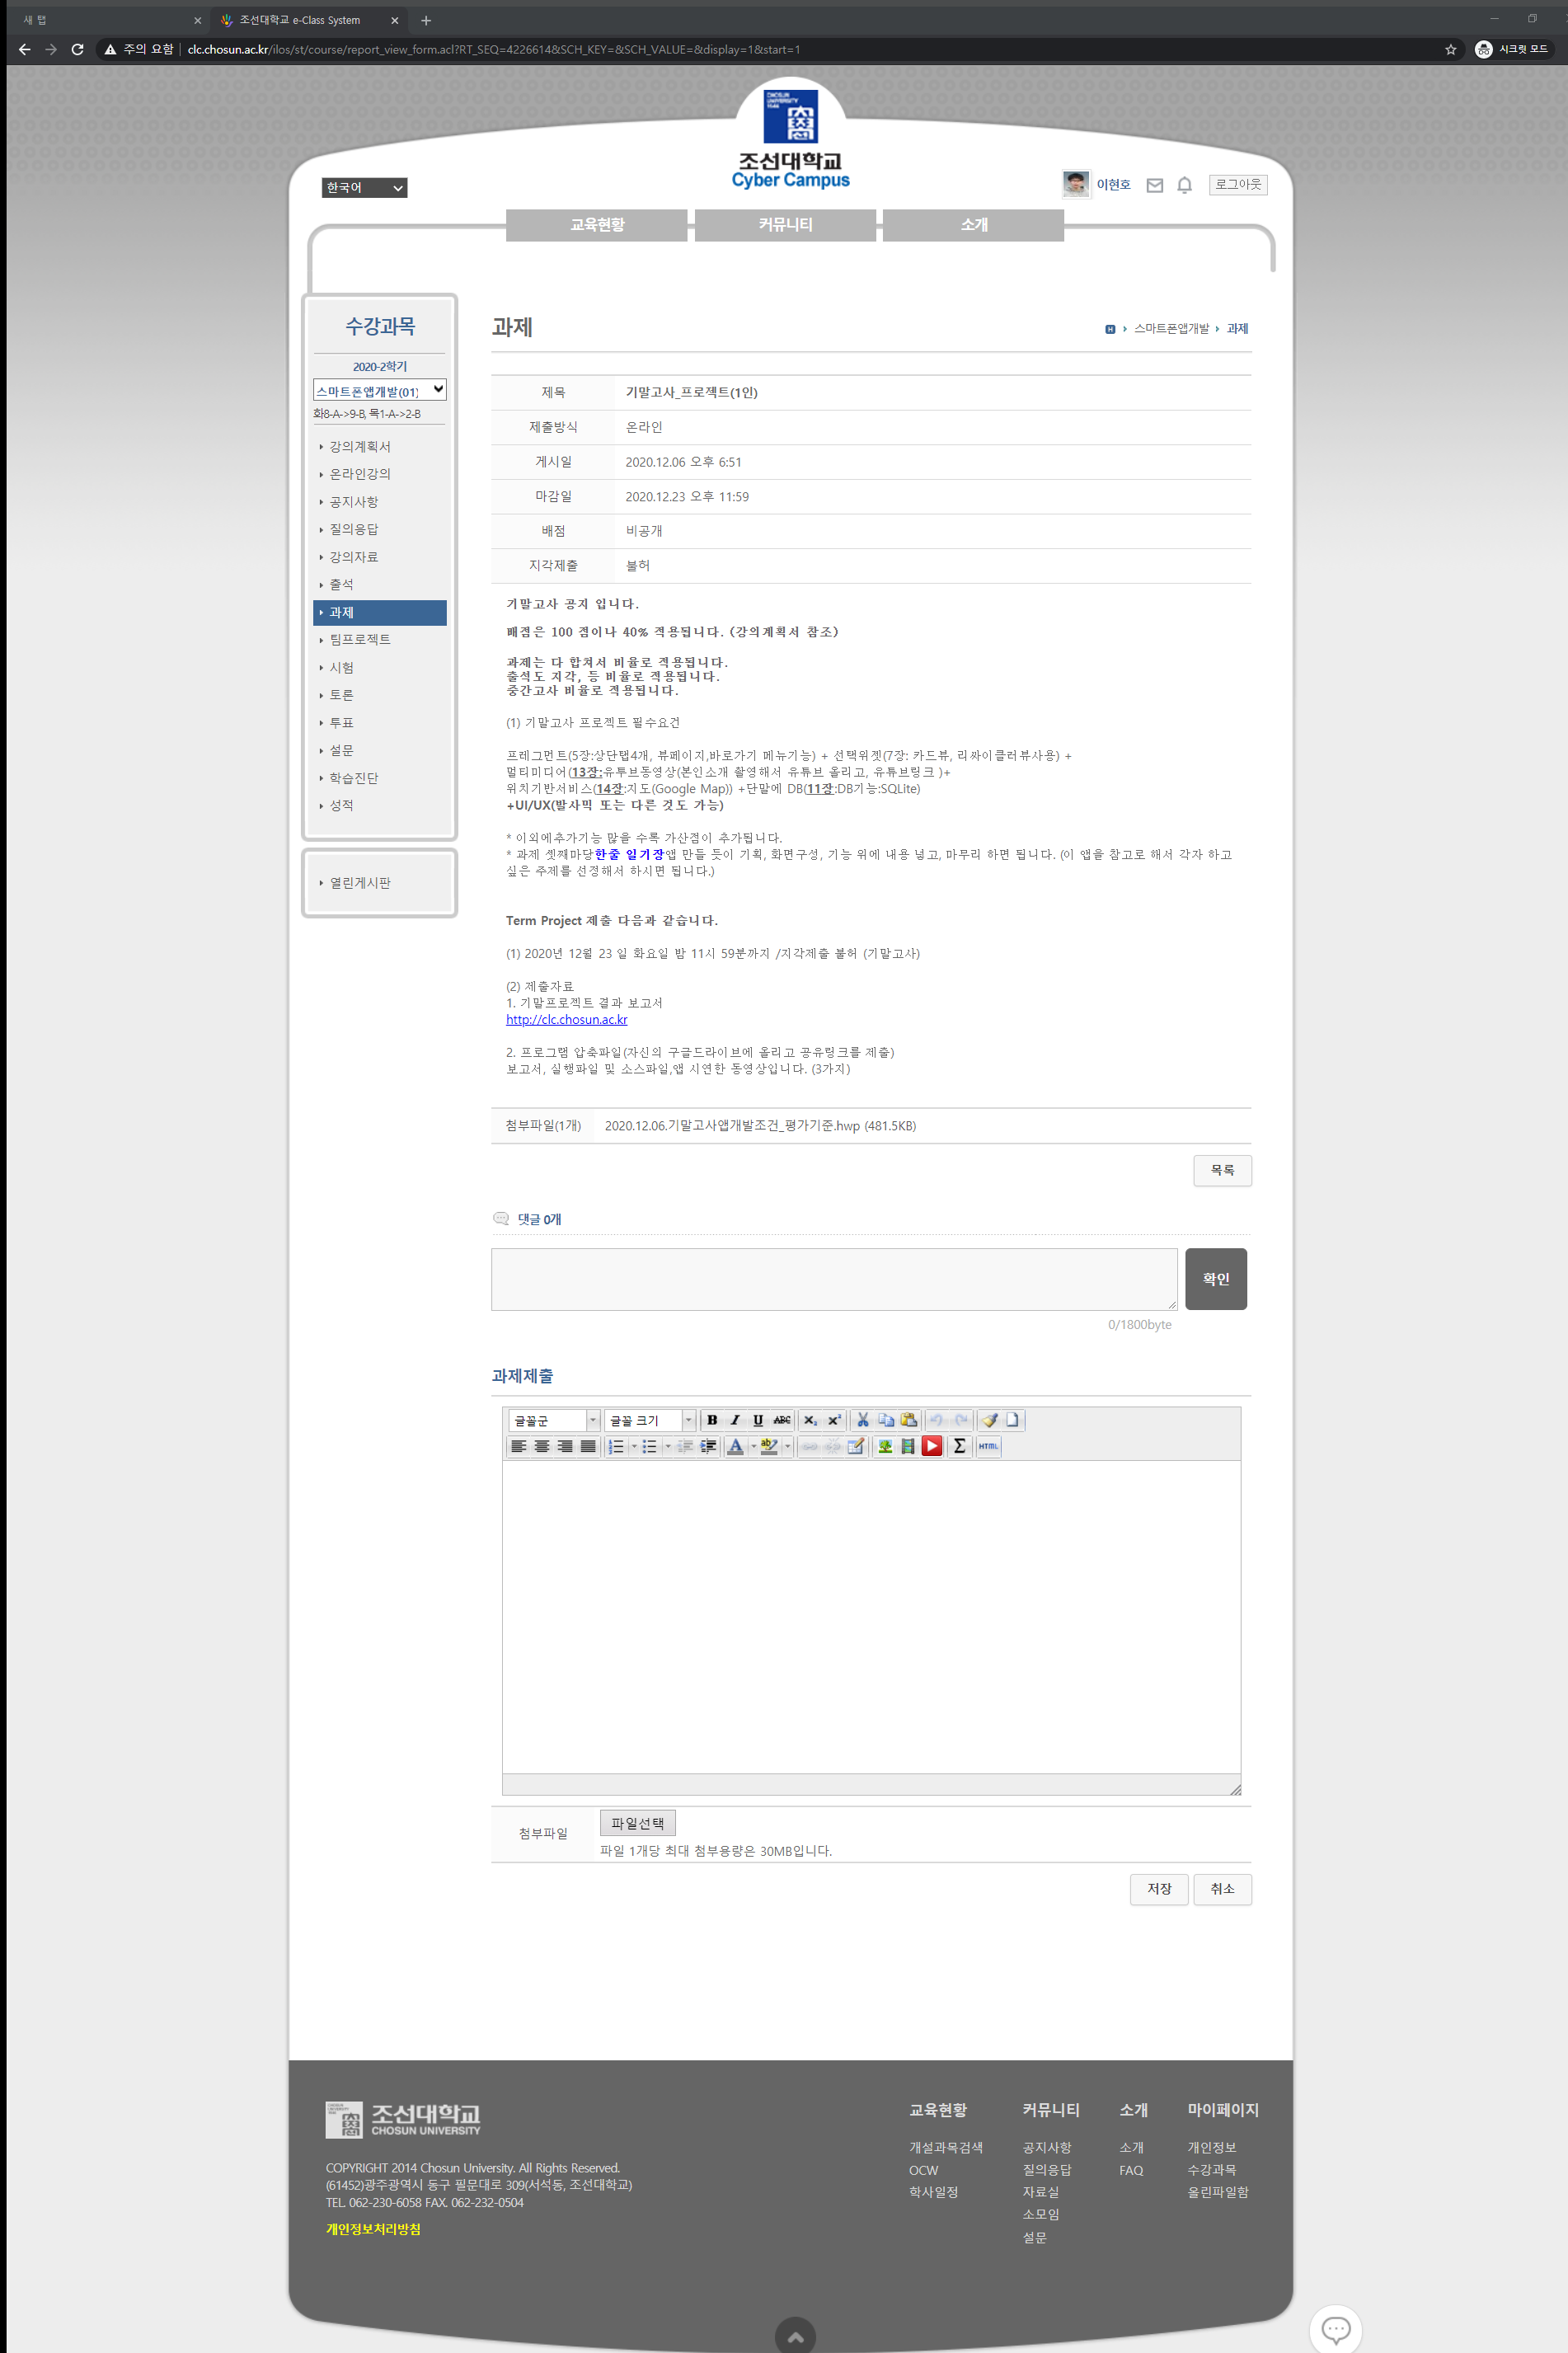 새 탭
조선대학교 e-Class System
주의 요함
clc.chosun.ac.kr/ilos/st/course/report_view_form.acl?RT_SEQ=4226614&SCH_KEY=&SCH_VALUE=&display=1&start=1
시크릿 모드
조선대학교
Cyber Campus
한국어
이현호
로그아웃
교육현황
커뮤니티
소개
수강과목
2020-2학기
스마트폰앱개발(01)
화8-A->9-B, 목1-A->2-B
강의계획서
온라인강의
공지사항
질의응답
강의자료
출석
과제
팀프로젝트
시험
토론
투표
설문
학습진단
성적
열린게시판
과제
H 스마트폰앱개발 과제
제목 기말고사_프로젝트(1인)
제출방식 온라인
게시일 2020.12.06 오후 6:51
마감일 2020.12.23 오후 11:59
배점 비공개
지각제출 불허
기말고사 공지 입니다.
배점은 100 점이나 40% 적용됩니다. (강의계획서 참조)
과제는 다 합쳐서 비율로 적용됩니다.
출석도 지각, 등 비율로 적용됩니다.
중간고사 비율로 적용됩니다.
(1) 기말고사 프로젝트 필수요건
프레그먼트(5장:상단탭4개, 뷰페이지,바로가기 메뉴기능) + 선택위젯(7장: 카드뷰, 리싸이클러뷰사용) +
멀티미디어(13장:유투브동영상(본인소개 촬영해서 유튜브 올리고, 유튜브링크 )+
위치기반서비스(14장:지도(Google Map)) +단말에 DB(11장:DB기능:SQLite)
+UI/UX(발사믹 또는 다른 것도 가능)
* 이외에추가기능 많을 수록 가산점이 추가됩니다.
* 과제 셋째마당한줄 일기장앱 만들 듯이 기획, 화면구성, 기능 위에 내용 넣고, 마무리 하면 됩니다. (이 앱을 참고로 해서 각자 하고
싶은 주제를 선정해서 하시면 됩니다.)
Term Project 제출 다음과 같습니다.
(1) 2020년 12월 23 일 화요일 밤 11시 59분까지 /지각제출 불허 (기말고사)
(2) 제출자료
1. 기말프로젝트 결과 보고서
http://clc.chosun.ac.kr
2. 프로그램 압축파일(자신의 구글드라이브에 올리고 공유링크를 제출)
보고서, 실행파일 및 소스파일,앱 시연한 동영상입니다. (3가지)
첨부파일(1개) 2020.12.06.기말고사앱개발조건_평가기준.hwp (481.5KB)
목록
댓글 0개
확인
0/1800byte
과제제출
글꼴군 글꼴 크기 B I U ABC X₂ X²
A ab Σ HTML
첨부파일
파일선택
파일 1개당 최대 첨부용량은 30MB입니다.
저장 취소
조선대학교
CHOSUN UNIVERSITY
COPYRIGHT 2014 Chosun University. All Rights Reserved.
(61452)광주광역시 동구 필문대로 309(서석동, 조선대학교)
TEL. 062-230-6058 FAX. 062-232-0504
개인정보처리방침
교육현황
개설과목검색
OCW
학사일정
커뮤니티
공지사항
질의응답
자료실
소모임
설문
소개
소개
FAQ
마이페이지
개인정보
수강과목
올린파일함